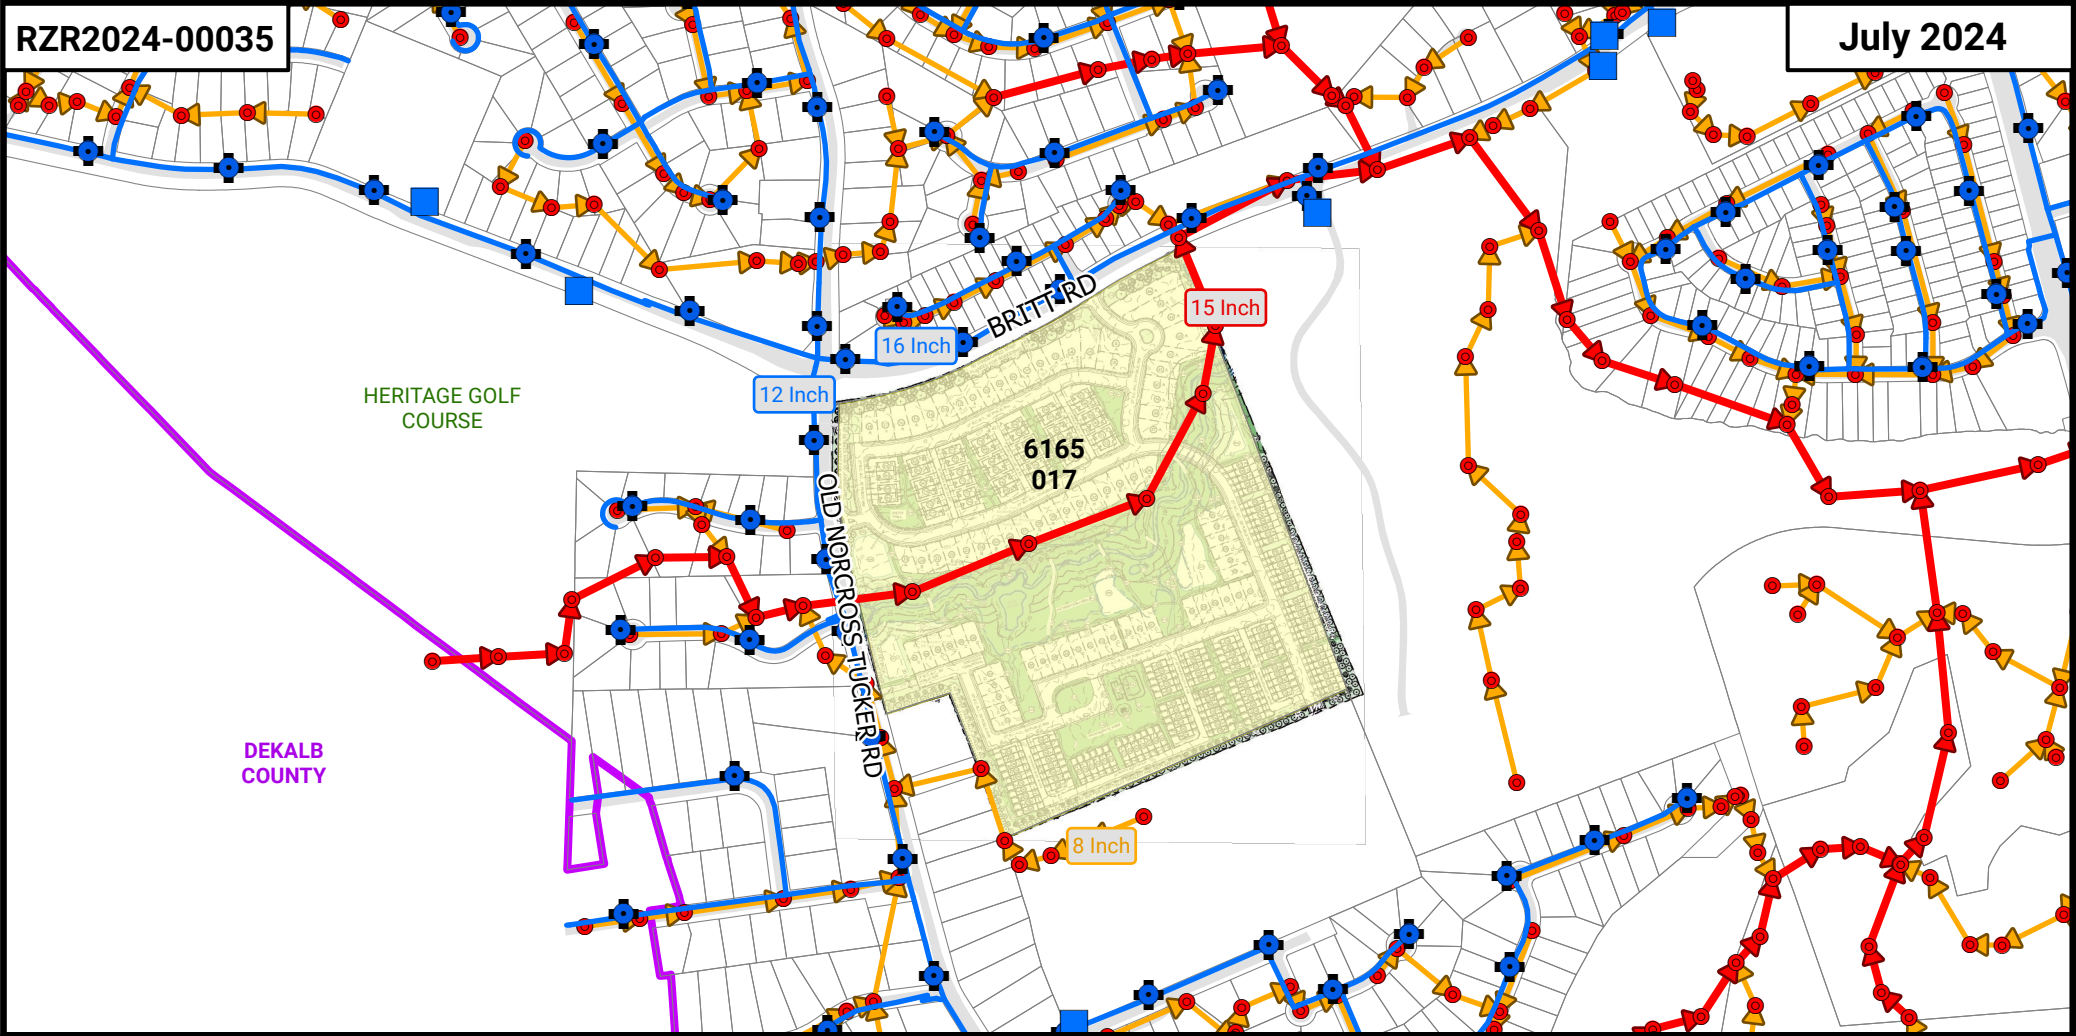 RZR2024-00035
July 2024
15 Inch
BRITT RD
16 Inch
12 Inch
HERITAGE GOLF
COURSE
6165
017
OLD NORCROSS TUCKER RD
DEKALB
COUNTY
8 Inch